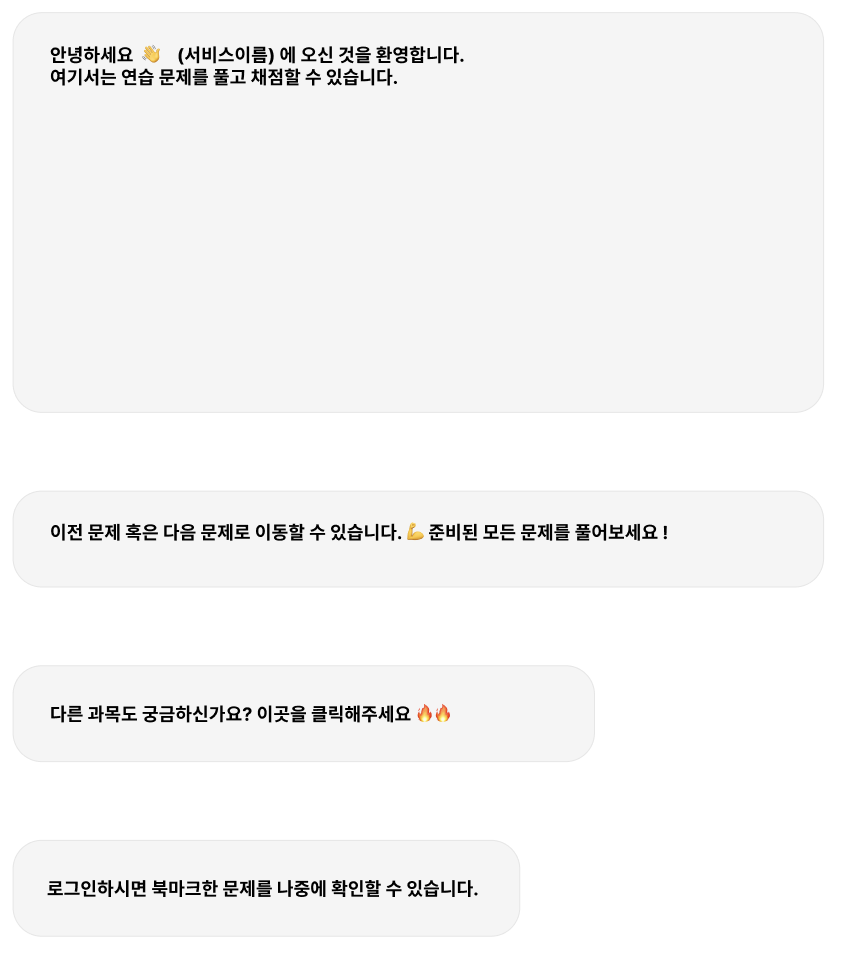 안녕하세요 👋 (서비스이름) 에 오신 것을 환영합니다.
여기서는 연습 문제를 풀고 채점할 수 있습니다.
이전 문제 혹은 다음 문제로 이동할 수 있습니다. 💪 준비된 모든 문제를 풀어보세요 !
다른 과목도 궁금하신가요? 이곳을 클릭해주세요 🔥🔥
로그인하시면 북마크한 문제를 나중에 확인할 수 있습니다.